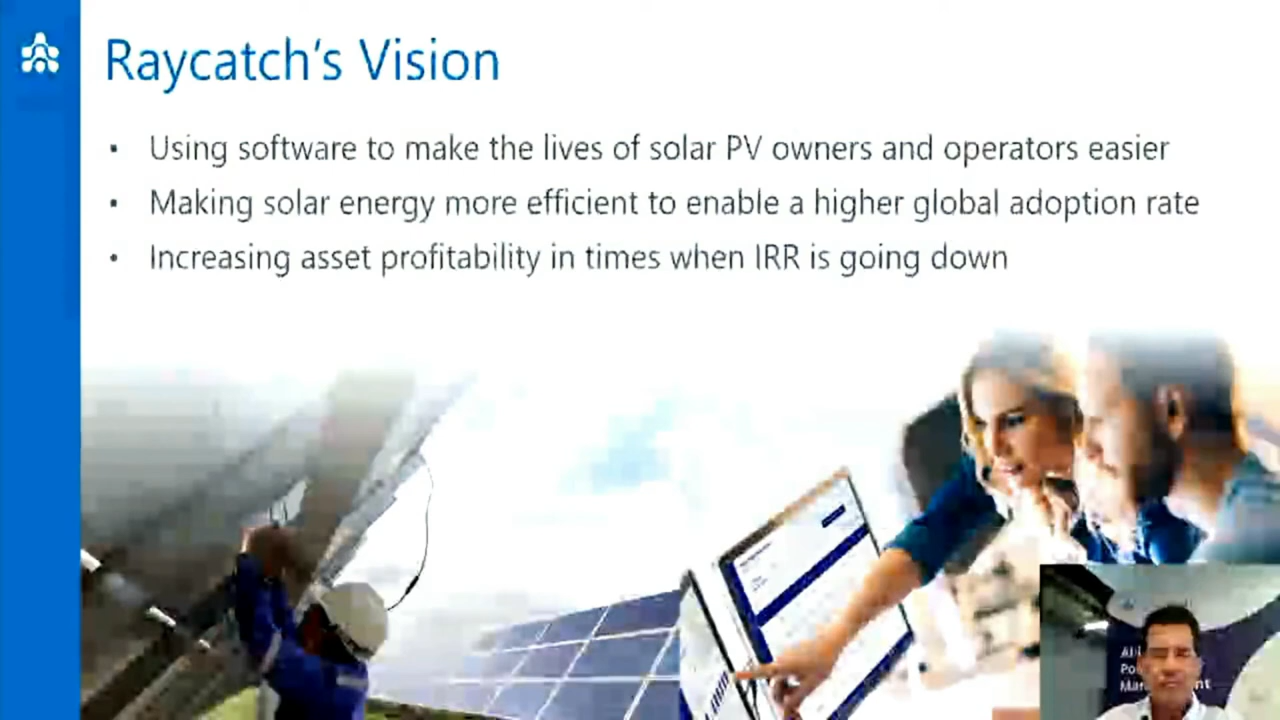 Raycatch's Vision
• Using software to make the lives of solar PV owners and operators easier
• Making solar energy more efficient to enable a higher global adoption rate
• Increasing asset profitability in times when IRR is going down